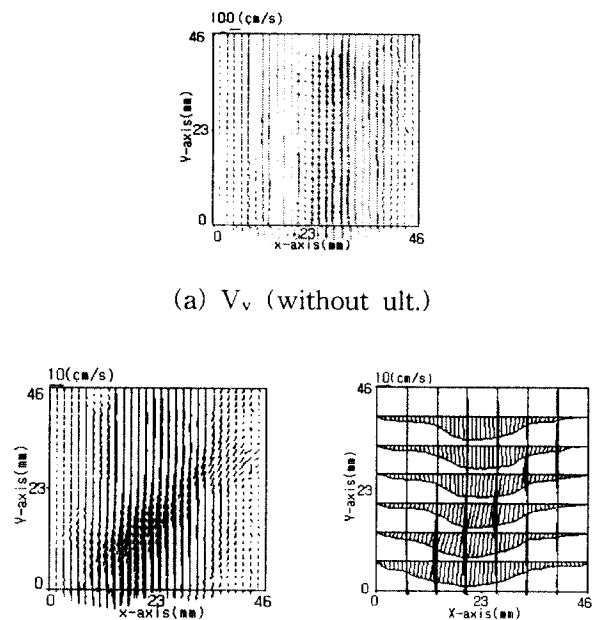 100(cm/s)
46
Y-axis(mm)
23
0
0 23 46
x-axis(mm)
(a) Vv (without ult.)
10(cm/s)
46
Y-axis(mm)
23
0
0 23 46
x-axis(mm)
10(cm/s)
46
Y-axis(mm)
23
0
0 23 46
X-axis(mm)